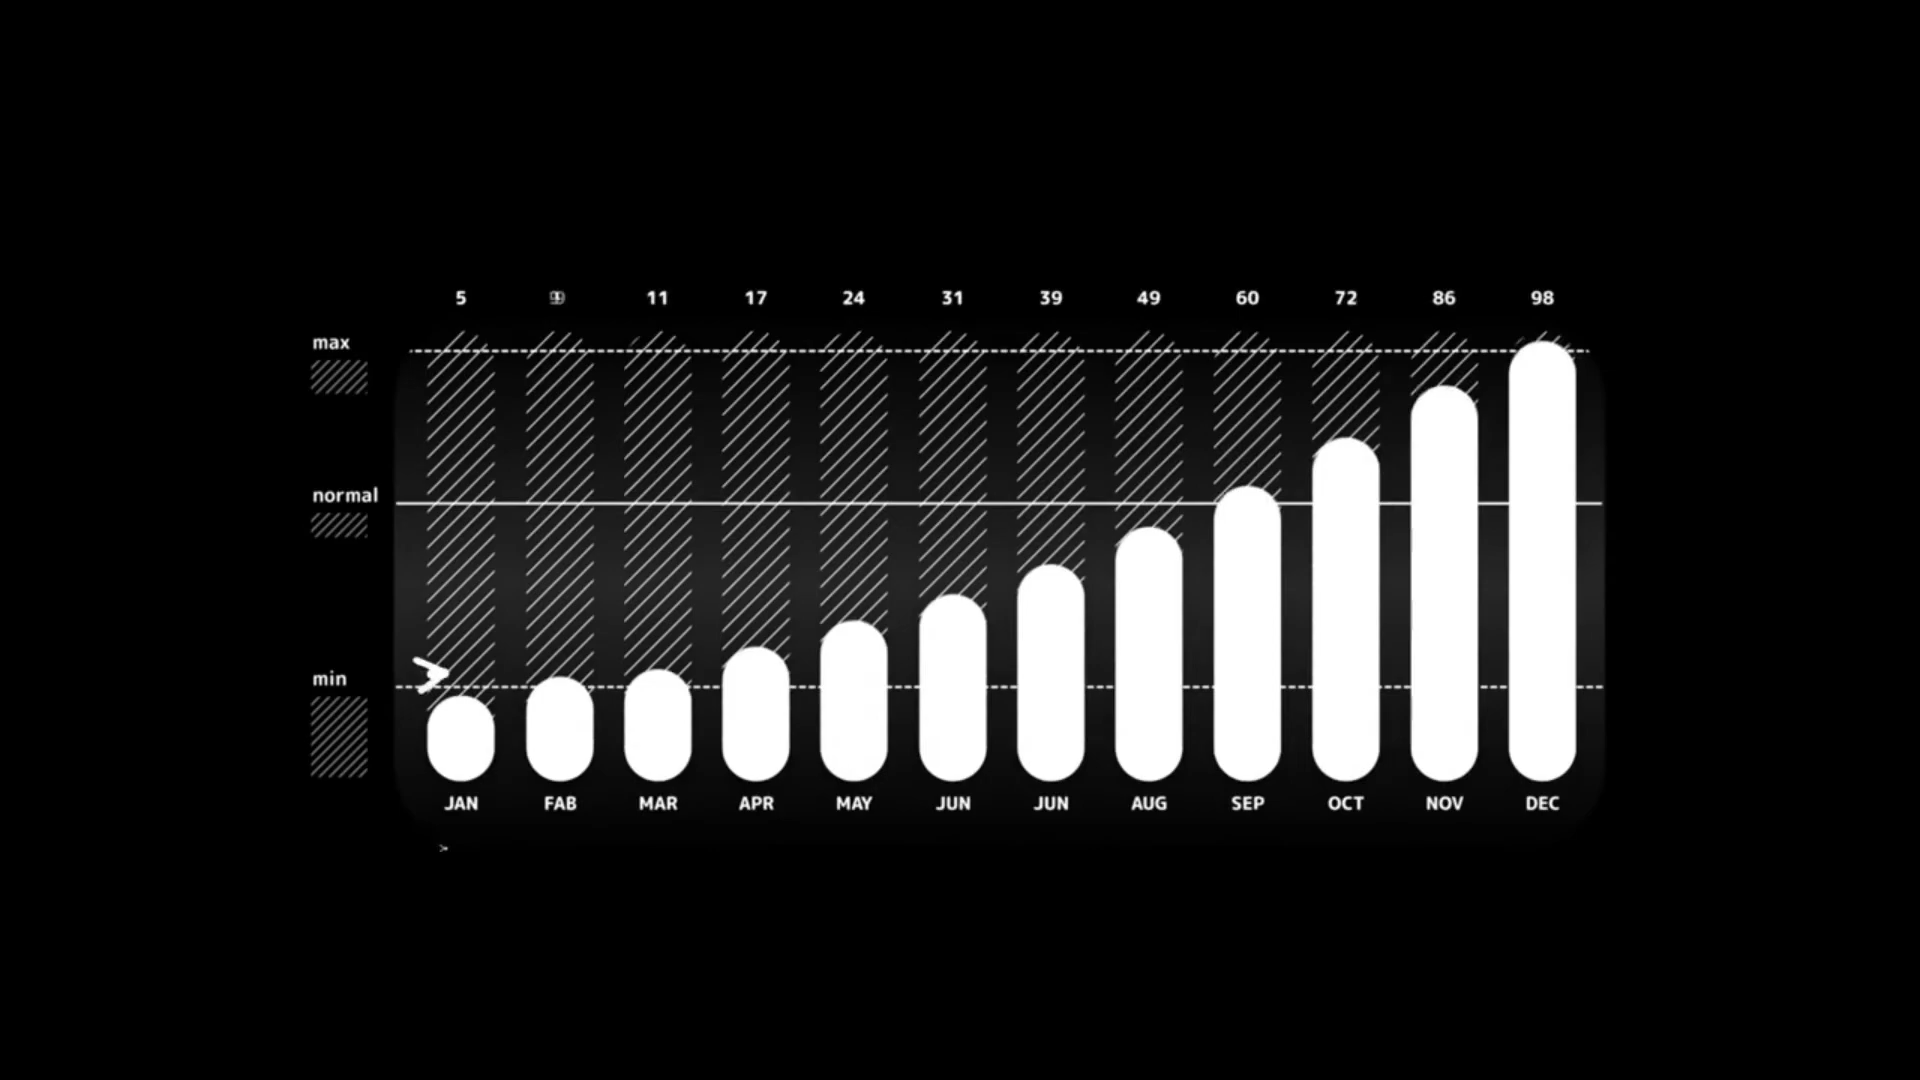 5 11 17 24 31 39 49 60 72 86 98
max
normal
min
JAN FAB MAR APR MAY JUN JUN AUG SEP OCT NOV DEC